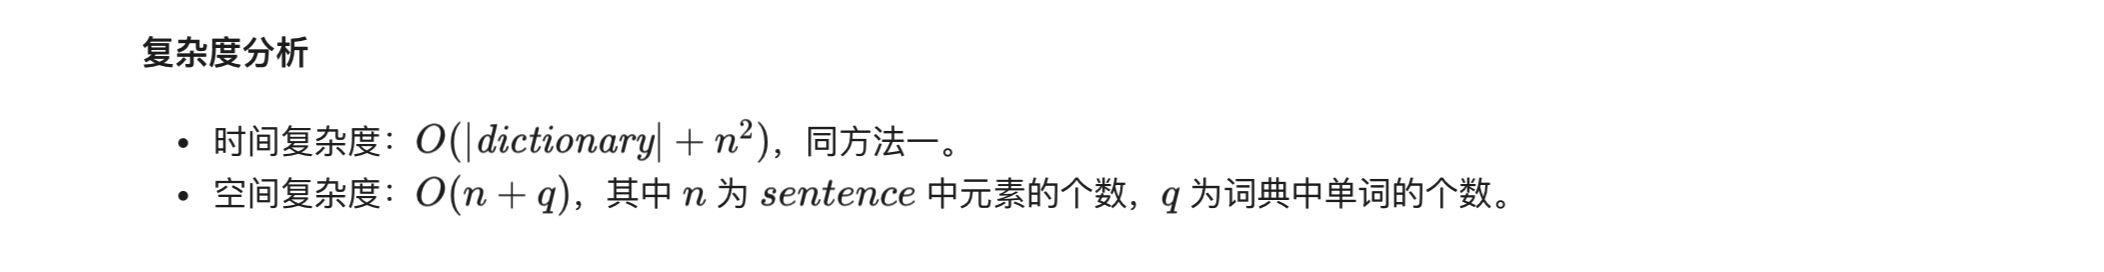 复杂度分析
• 时间复杂度：O(|dictionary| + n²)，同方法一。
• 空间复杂度：O(n + q)，其中 n 为 sentence 中元素的个数，q 为词典中单词的个数。